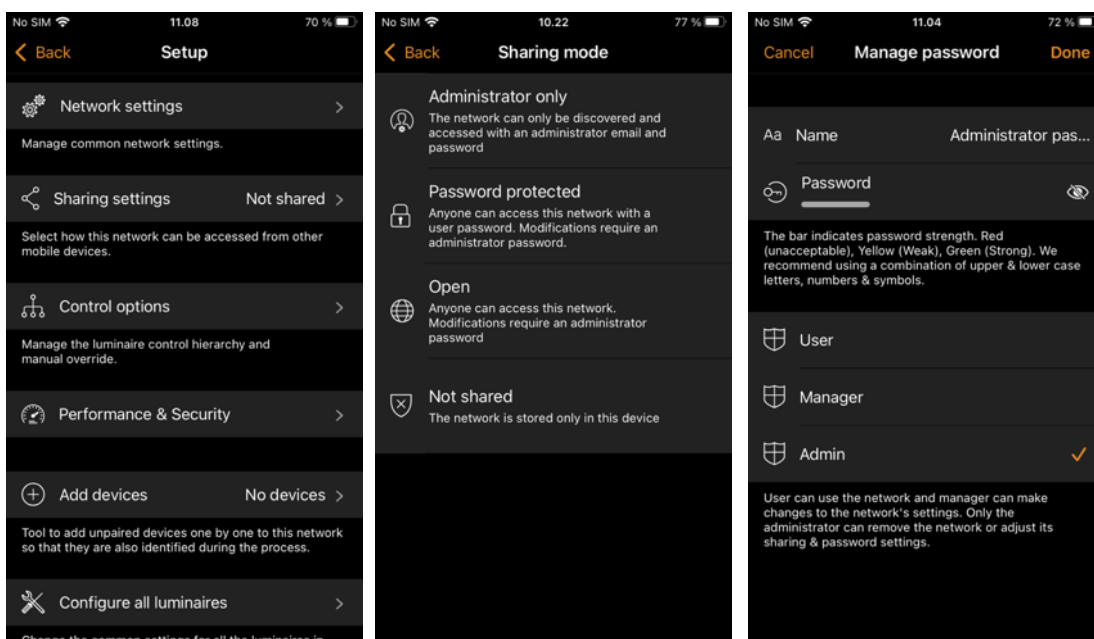 No SIM 11.08 70 %
Back Setup
Network settings
Manage common network settings.
Sharing settings Not shared
Select how this network can be accessed from other
mobile devices.
Control options
Manage the luminaire control hierarchy and
manual override.
Performance & Security
Add devices No devices
Tool to add unpaired devices one by one to this network
so that they are also identified during the process.
Configure all luminaires
Change the common settings for all the luminaires in
No SIM 10.22 77 %
Back Sharing mode
Administrator only
The network can only be discovered and
accessed with an administrator email and
password
Password protected
Anyone can access this network with a
user password. Modifications require an
administrator password.
Open
Anyone can access this network.
Modifications require an administrator
password
Not shared
The network is stored only in this device
No SIM 11.04 72 %
Cancel Manage password Done
Aa Name Administrator pas...
Password
The bar indicates password strength. Red
(unacceptable), Yellow (Weak), Green (Strong). We
recommend using a combination of upper & lower case
letters, numbers & symbols.
User
Manager
Admin
User can use the network and manager can make
changes to the network's settings. Only the
administrator can remove the network or adjust its
sharing & password settings.